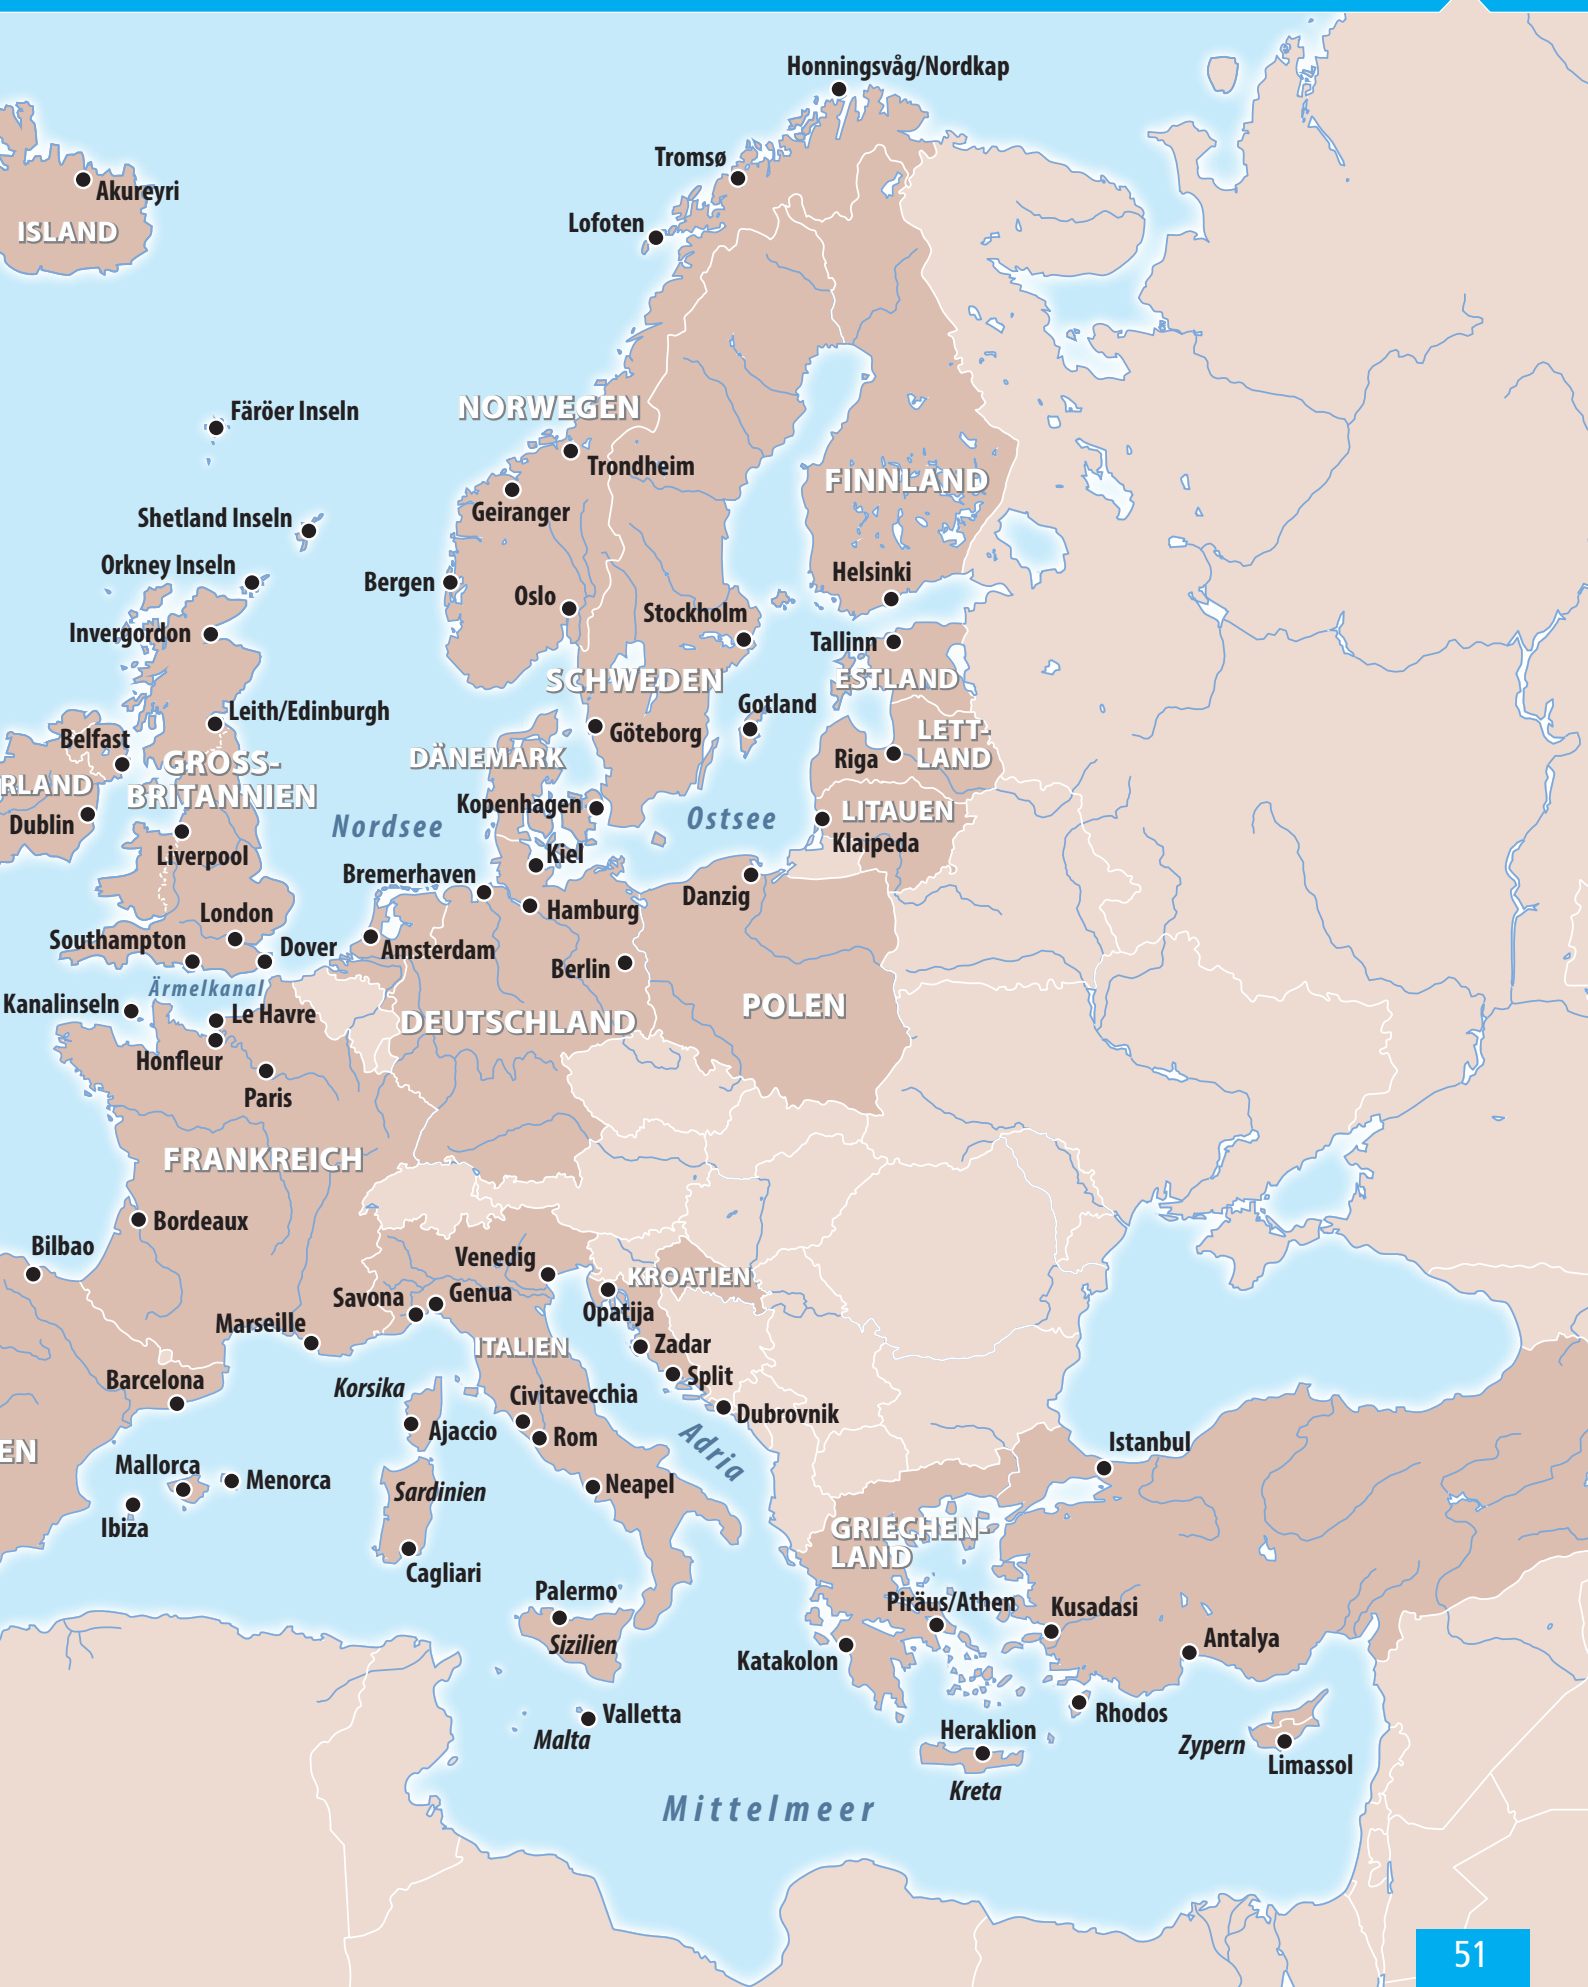 Honningsvåg/Nordkap
Tromsø
Akureyri
ISLAND
Lofoten
Färöer Inseln
NORWEGEN
Trondheim
FINNLAND
Geiranger
Shetland Inseln
Orkney Inseln
Bergen
Oslo
Helsinki
Stockholm
Invergordon
Tallinn
SCHWEDEN
ESTLAND
Gotland
Leith/Edinburgh
Göteborg
LETT-
LAND
Belfast
DÄNEMARK
Riga
GROSS-
BRITANNIEN
RLAND
Kopenhagen
LITAUEN
Ostsee
Nordsee
Dublin
Klaipeda
Liverpool
Kiel
Bremerhaven
Danzig
Hamburg
London
Southampton
Dover
Amsterdam
Berlin
Ärmelkanal
Kanalinseln
Le Havre
DEUTSCHLAND
POLEN
Honfleur
Paris
FRANKREICH
Bordeaux
Bilbao
Venedig
KROATIEN
Savona
Genua
Opatija
Marseille
ITALIEN
Zadar
Split
Barcelona
Korsika
Civitavecchia
Dubrovnik
Ajaccio
Rom
Adria
Istanbul
EN
Mallorca
Menorca
Sardinien
Neapel
Ibiza
GRIECHEN-
LAND
Cagliari
Palermo
Piräus/Athen
Kusadasi
Sizilien
Antalya
Katakolon
Valletta
Rhodos
Malta
Heraklion
Zypern
Limassol
Kreta
Mittelmeer
51